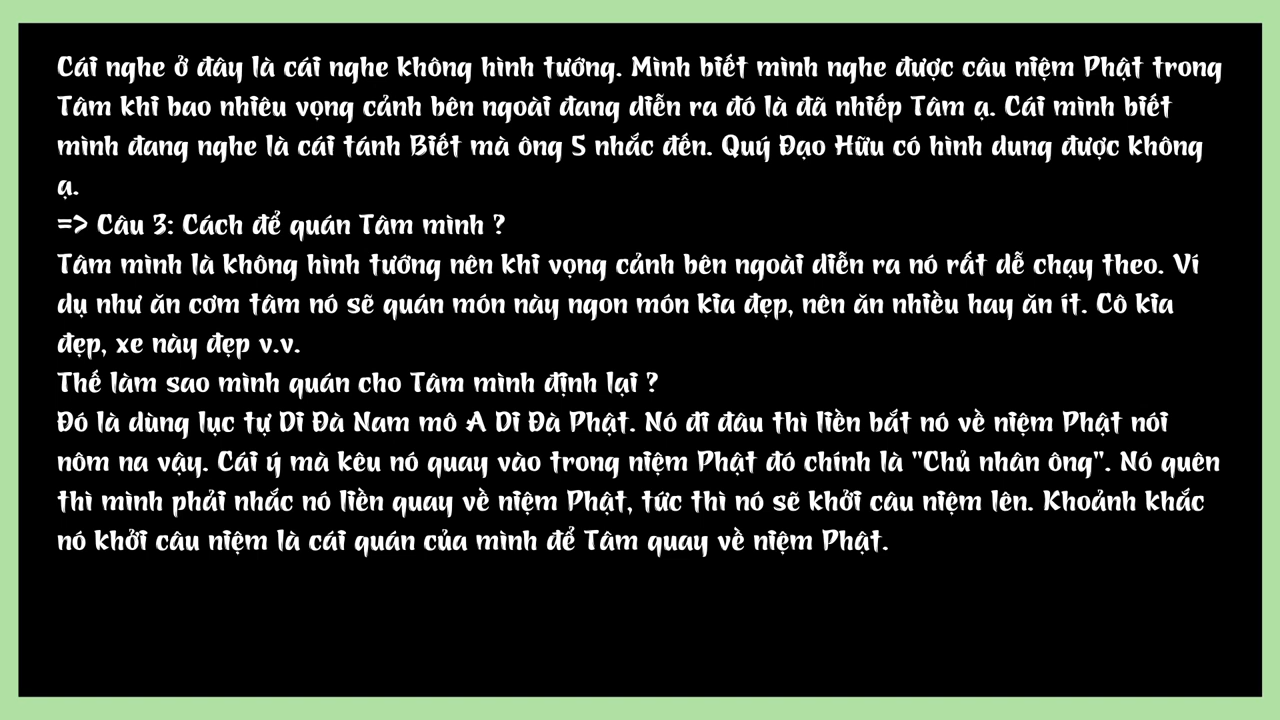 Cái nghe ở đây là cái nghe không hình tướng. Mình biết mình nghe được câu niệm Phật trong
Tâm khi bao nhiêu vọng cảnh bên ngoài đang diễn ra đó là đã nhiếp Tâm ạ. Cái mình biết
mình đang nghe là cái tánh Biết mà ông 5 nhắc đến. Quý Đạo Hữu có hình dung được không
ạ.
=> Câu 3: Cách để quán Tâm mình ?
Tâm mình là không hình tướng nên khi vọng cảnh bên ngoài diễn ra nó rất dễ chạy theo. Ví
dụ như ăn cơm tâm nó sẽ quán món này ngon món kia đẹp, nên ăn nhiều hay ăn ít. Cô kia
đẹp, xe này đẹp v.v.
Thế làm sao mình quán cho Tâm mình định lại ?
Đó là dùng lục tự Di Đà Nam mô A Di Đà Phật. Nó đi đâu thì liền bắt nó về niệm Phật nói
nôm na vậy. Cái ý mà kêu nó quay vào trong niệm Phật đó chính là "Chủ nhân ông". Nó quên
thì mình phải nhắc nó liền quay về niệm Phật, tức thì nó sẽ khởi câu niệm lên. Khoảnh khắc
nó khởi câu niệm là cái quán của mình để Tâm quay về niệm Phật.